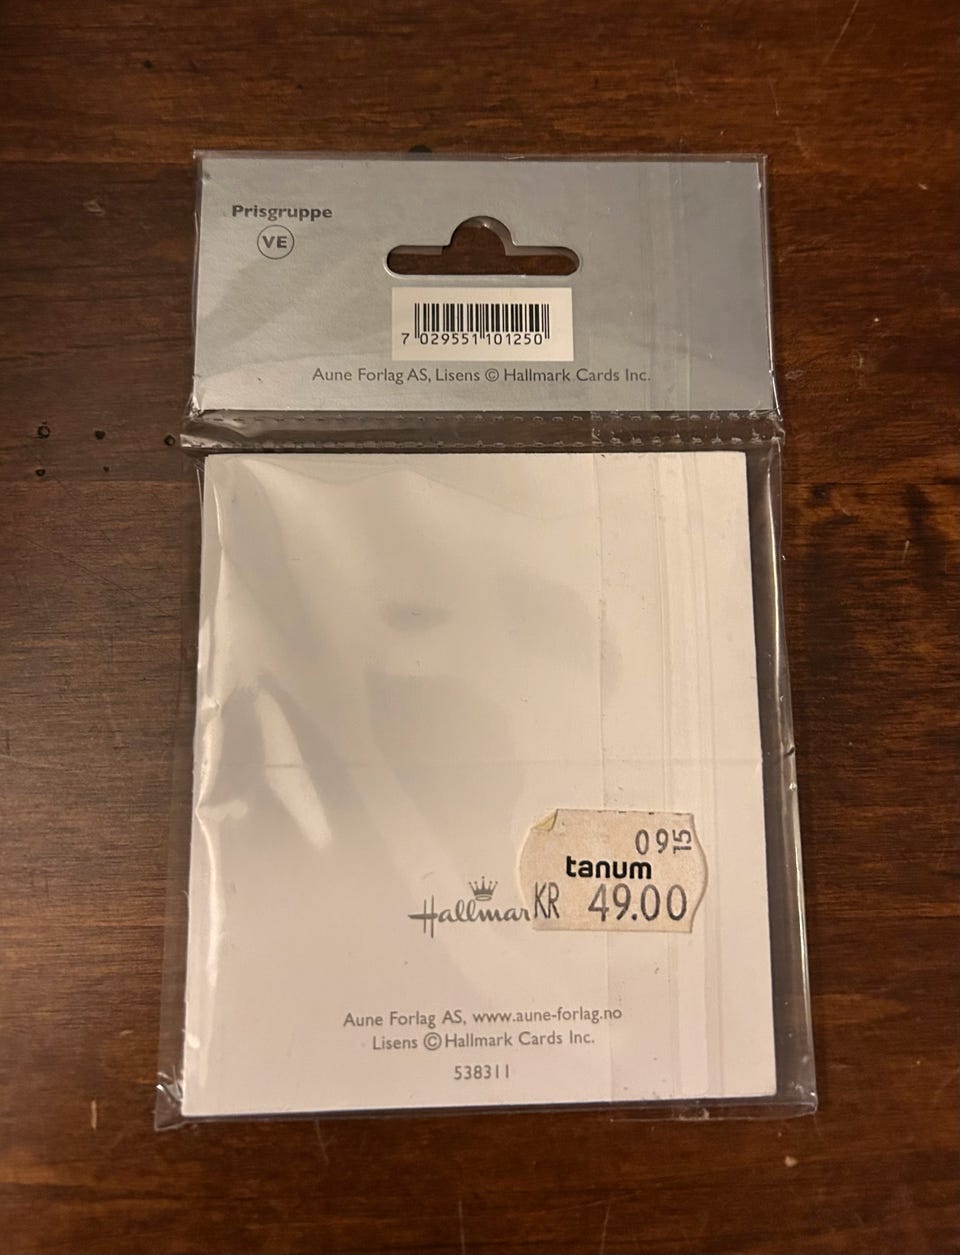 Prisgruppe
VE
7 029551 101250
Aune Forlag AS, Lisens © Hallmark Cards Inc.
09 15
tanum
KR 49.00
Hallmar
Aune Forlag AS, www.aune-forlag.no
Lisens © Hallmark Cards Inc.
538311